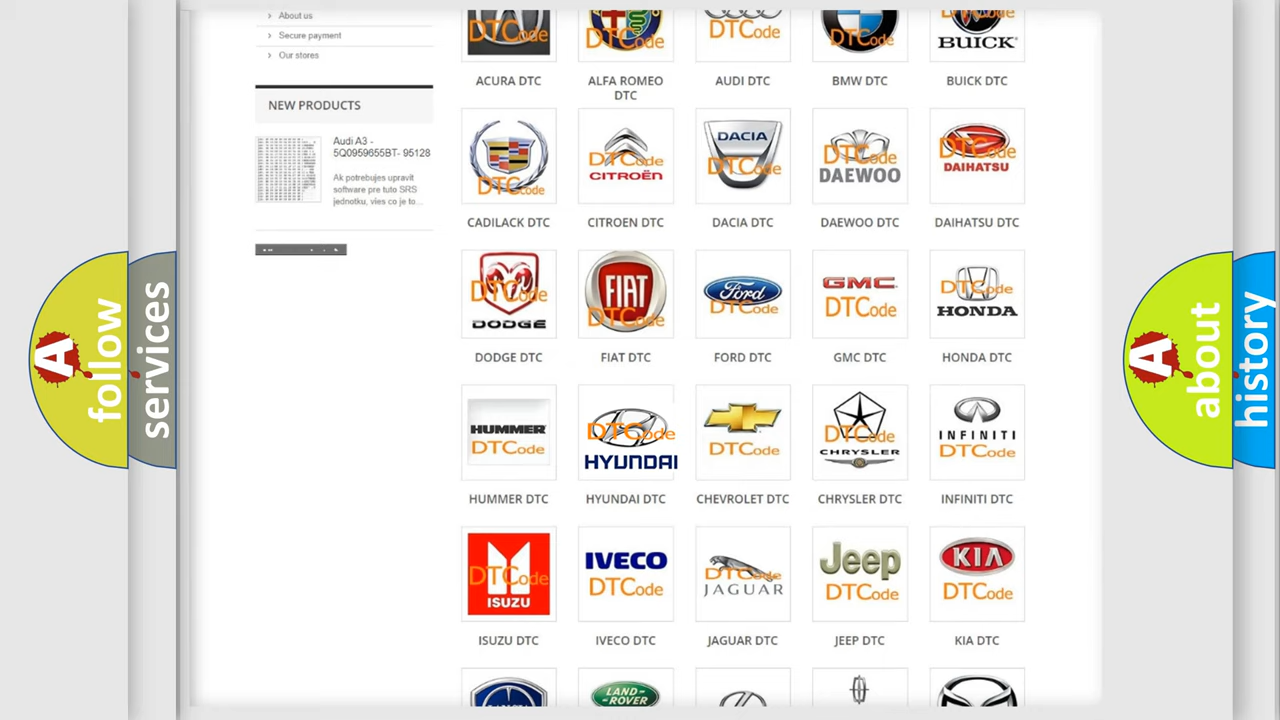 About us
Secure payment
Our stores
NEW PRODUCTS
Audi A3 -
5Q0959655BT- 95128
Ak potrebujes upravit
software pre tuto SRS
jednotku, vies co je to...
DTCode
DTCode
DTCode
DTCode
BUICK
ACURA DTC
ALFA ROMEO
DTC
AUDI DTC
BMW DTC
BUICK DTC
DTCode
DTCode
CITROËN
DACIA
DTCode
DTCode
DAEWOO
DTCode
DAIHATSU
CADILACK DTC
CITROEN DTC
DACIA DTC
DAEWOO DTC
DAIHATSU DTC
DTCode
DODGE
FIAT
DTCode
Ford
DTCode
GMC
DTCode
DTCode
HONDA
DODGE DTC
FIAT DTC
FORD DTC
GMC DTC
HONDA DTC
HUMMER
DTCode
DTCode
HYUNDAI
DTCode
DTCode
CHRYSLER
INFINITI
DTCode
HUMMER DTC
HYUNDAI DTC
CHEVROLET DTC
CHRYSLER DTC
INFINITI DTC
DTCode
ISUZU
IVECO
DTCode
DTCode
JAGUAR
Jeep
DTCode
KIA
DTCode
ISUZU DTC
IVECO DTC
JAGUAR DTC
JEEP DTC
KIA DTC
LAND-
ROVER
A follow
services
A about
history